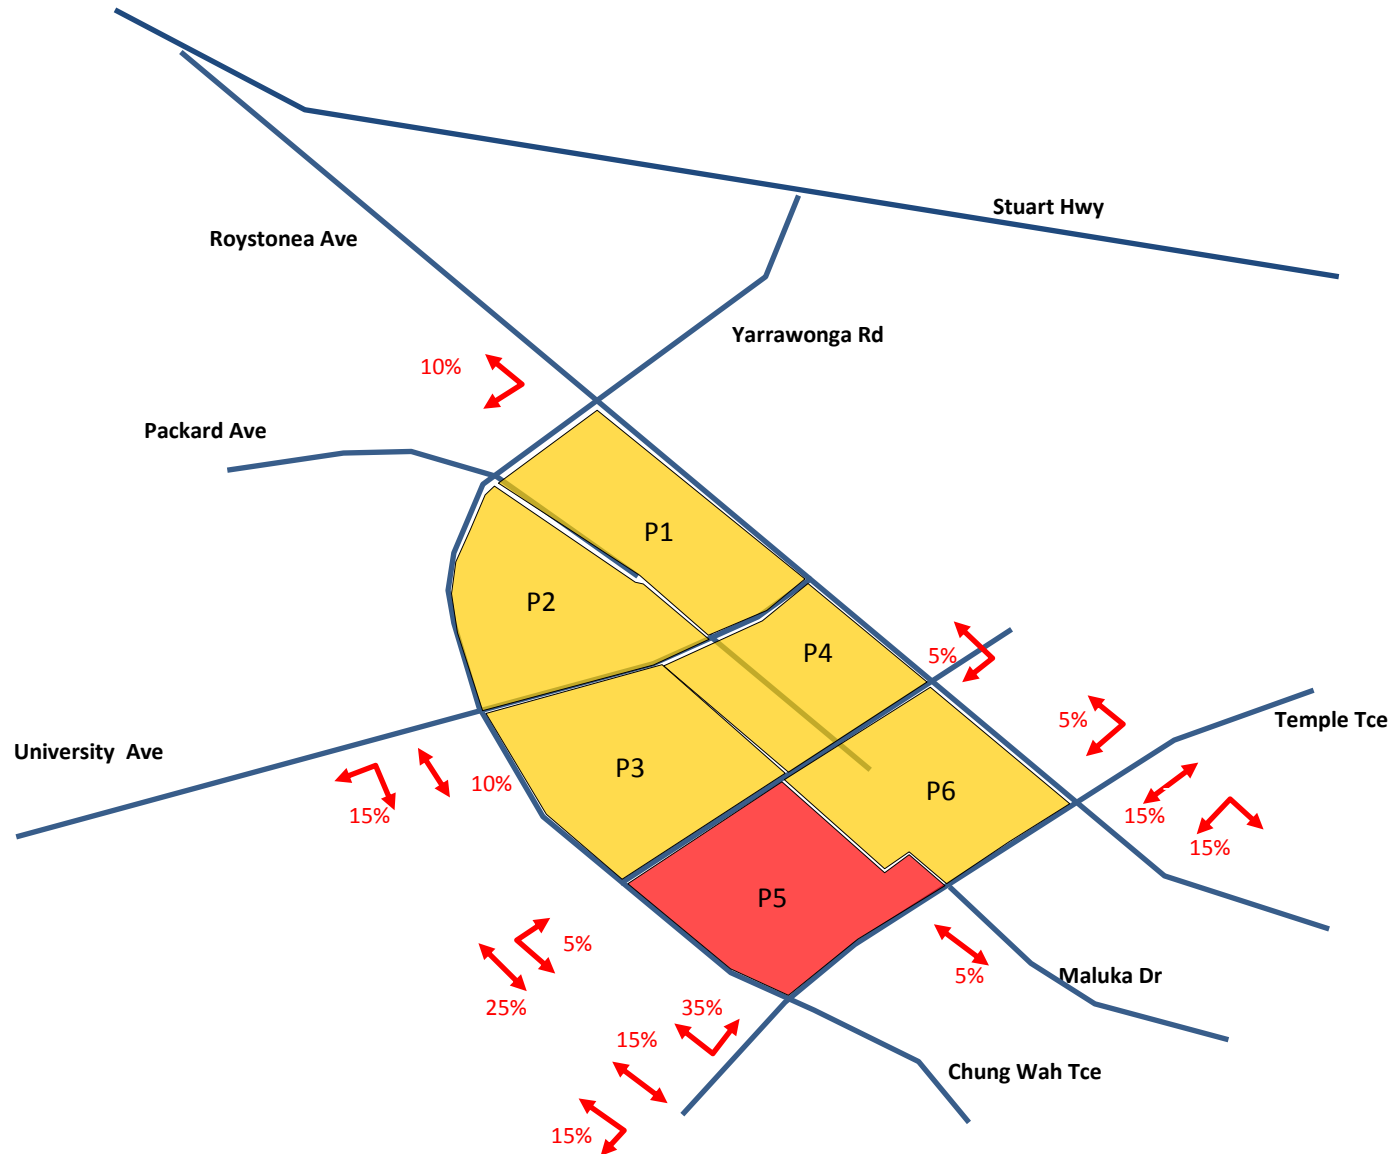 Stuart Hwy
Roystonea Ave
Yarrawonga Rd
10%
Packard Ave
P1
P2
P4
5%
5%
Temple Tce
University  Ave
P3
10%
P6
15%
15%
15%
P5
5%
5%
Maluka Dr
25%
35%
15%
Chung Wah Tce
15%